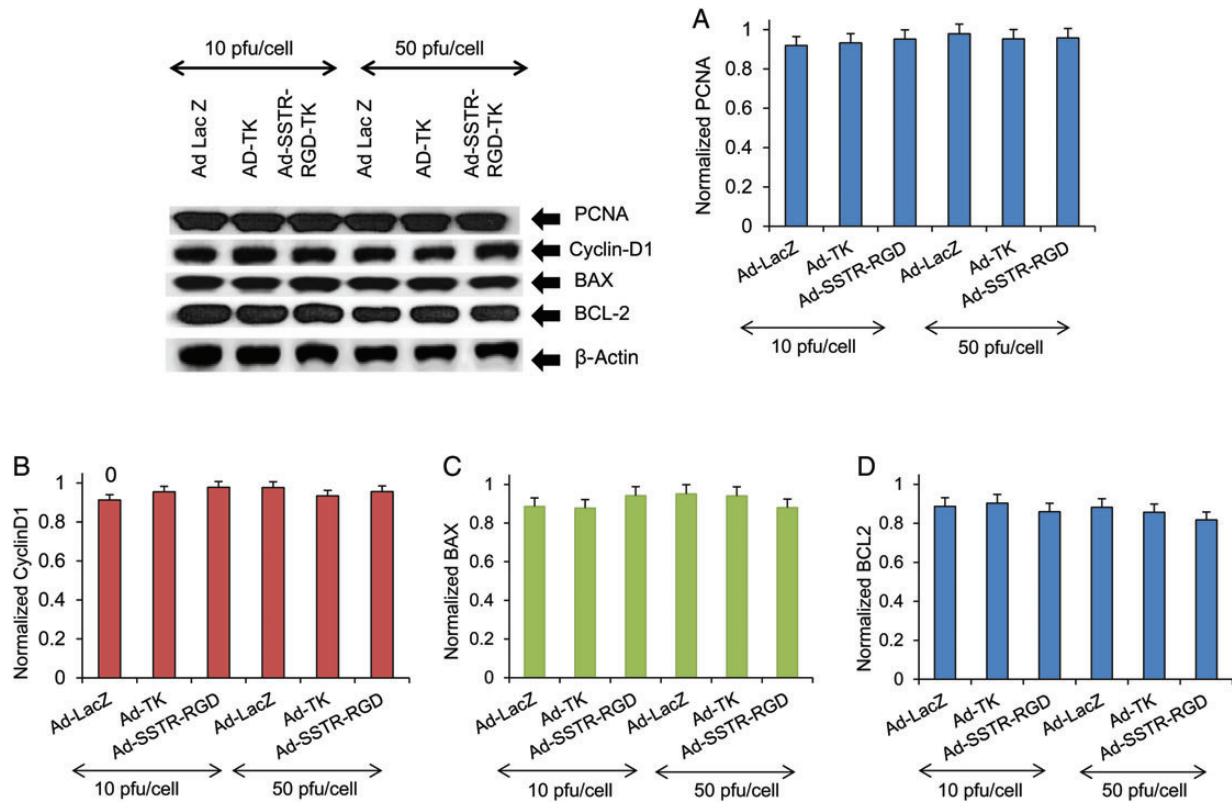 10 pfu/cell
50 pfu/cell
Ad Lac Z
AD-TK
Ad-SSTR-
RGD-TK
Ad Lac Z
AD-TK
Ad-SSTR-
RGD-TK
PCNA
Cyclin-D1
BAX
BCL-2
β-Actin
A
Normalized PCNA
1
0.8
0.6
0.4
0.2
0
Ad-LacZ
Ad-TK
Ad-SSTR-RGD
Ad-LacZ
Ad-TK
Ad-SSTR-RGD
10 pfu/cell
50 pfu/cell
B
0
Normalized CyclinD1
1
0.8
0.6
0.4
0.2
0
Ad-LacZ
Ad-TK
Ad-SSTR-RGD
Ad-LacZ
Ad-TK
Ad-SSTR-RGD
10 pfu/cell
50 pfu/cell
C
Normalized BAX
1
0.8
0.6
0.4
0.2
0
Ad-LacZ
Ad-TK
Ad-SSTR-RGD
Ad-LacZ
Ad-TK
Ad-SSTR-RGD
10 pfu/cell
50 pfu/cell
D
Normalized BCL2
1
0.8
0.6
0.4
0.2
0
Ad-LacZ
Ad-TK
Ad-SSTR-RGD
Ad-LacZ
Ad-TK
Ad-SSTR-RGD
10 pfu/cell
50 pfu/cell